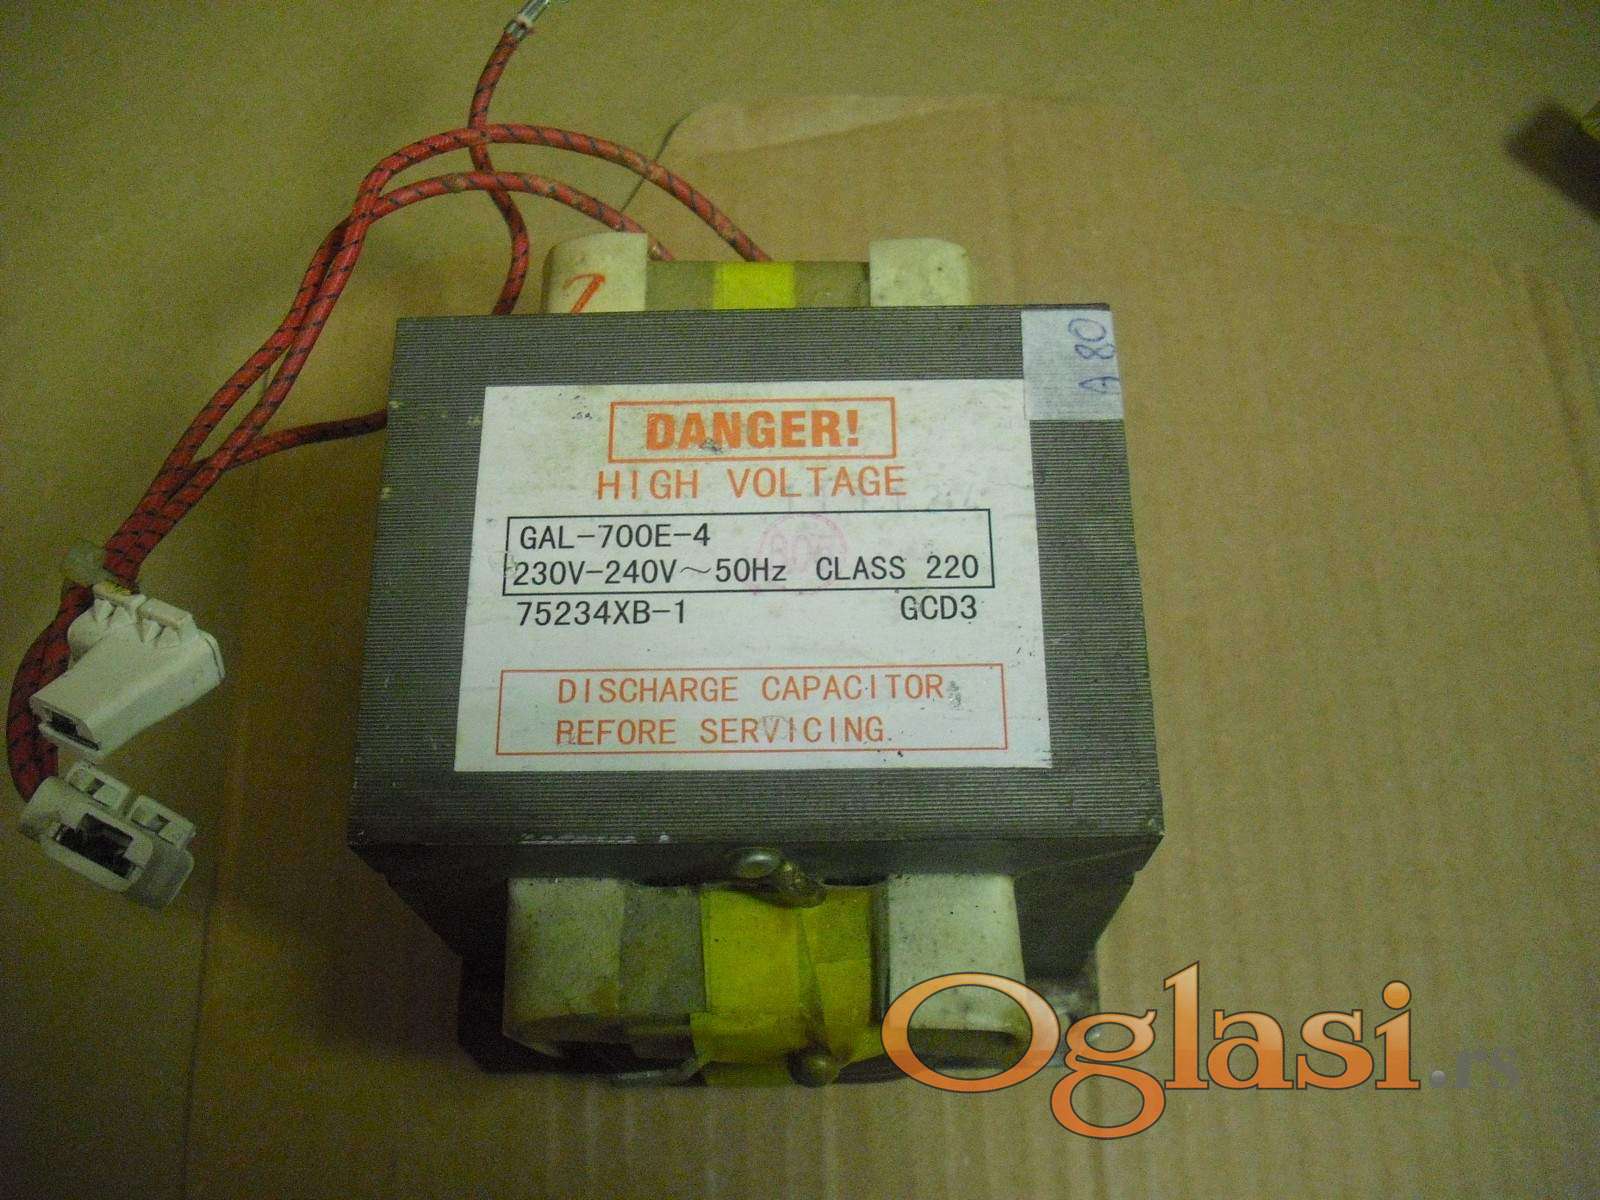 A 80
DANGER!
HIGH VOLTAGE
GAL-700E-4
230V-240V~50Hz CLASS 220
75234XB-1 GCD3
DISCHARGE CAPACITOR
REFORE SERVICING.
Oglasi.rs